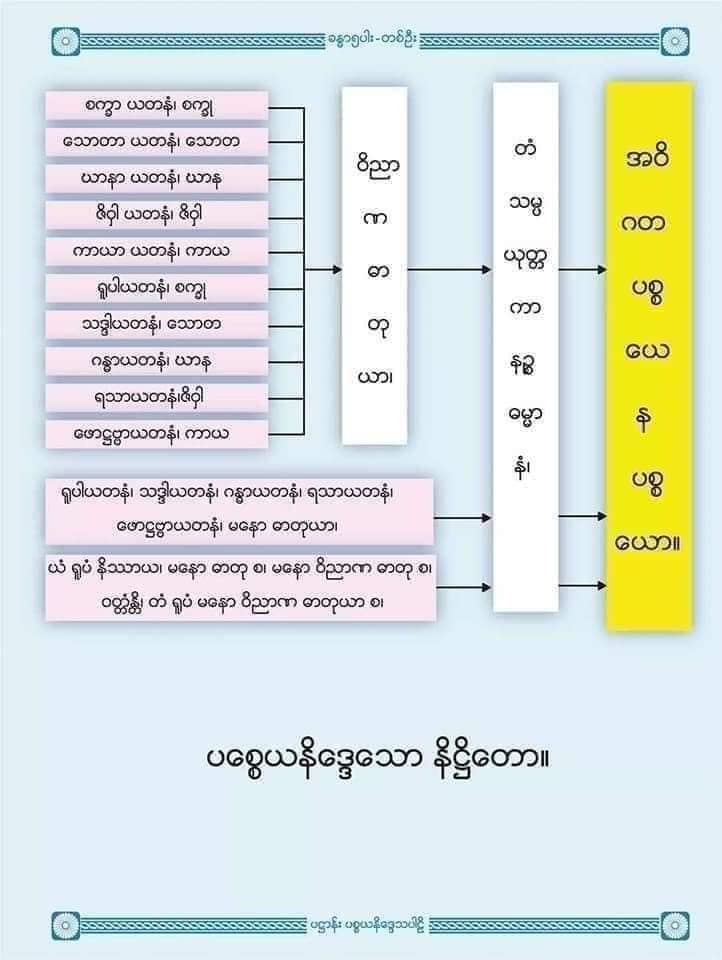 ခန္ဓာ၅ပါး-တစ်ဦး
စက္ခာ ယတနံ၊ စက္ခု
သောတာ ယတနံ၊ သောတ
ဃာနာ ယတနံ၊ ဃာန
ဇိဝှါ ယတနံ၊ ဇိဝှါ
ကာယာ ယတနံ၊ ကာယ
ရူပါယတနံ၊ စက္ခု
သဒ္ဒါယတနံ၊ သောတ
ဂန္ဓာယတနံ၊ ဃာန
ရသာယတနံ၊ဇိဝှါ
ဖောဋ္ဌဗ္ဗာယတနံ၊ ကာယ
ဝိညာ
ဏ
ဓာ
တု
ယာ၊
တံ
သမ္ပ
ယုတ္တ
ကာ
နဉ္စ
ဓမ္မာ
နံ၊
အဝိ
ဂတ
ပစ္စ
ယေ
န
ပစ္စ
ယော။
ရူပါယတနံ၊ သဒ္ဒါယတနံ၊ ဂန္ဓာယတနံ၊ ရသာယတနံ၊
ဖောဋ္ဌဗ္ဗာယတနံ၊ မနော ဓာတုယာ၊
ယံ ရူပံ နိဿာယ၊ မနော ဓာတု စ၊ မနော ဝိညာဏ ဓာတု စ၊
ဝတ္တံန္တိ၊ တံ ရူပံ မနော ဝိညာဏ ဓာတုယာ စ၊
ပစ္စေယနိဒ္ဒေသော နိဋ္ဌိတော။
ပဋ္ဌာန်း ပစ္စယနိဒ္ဒေသပါဠိ